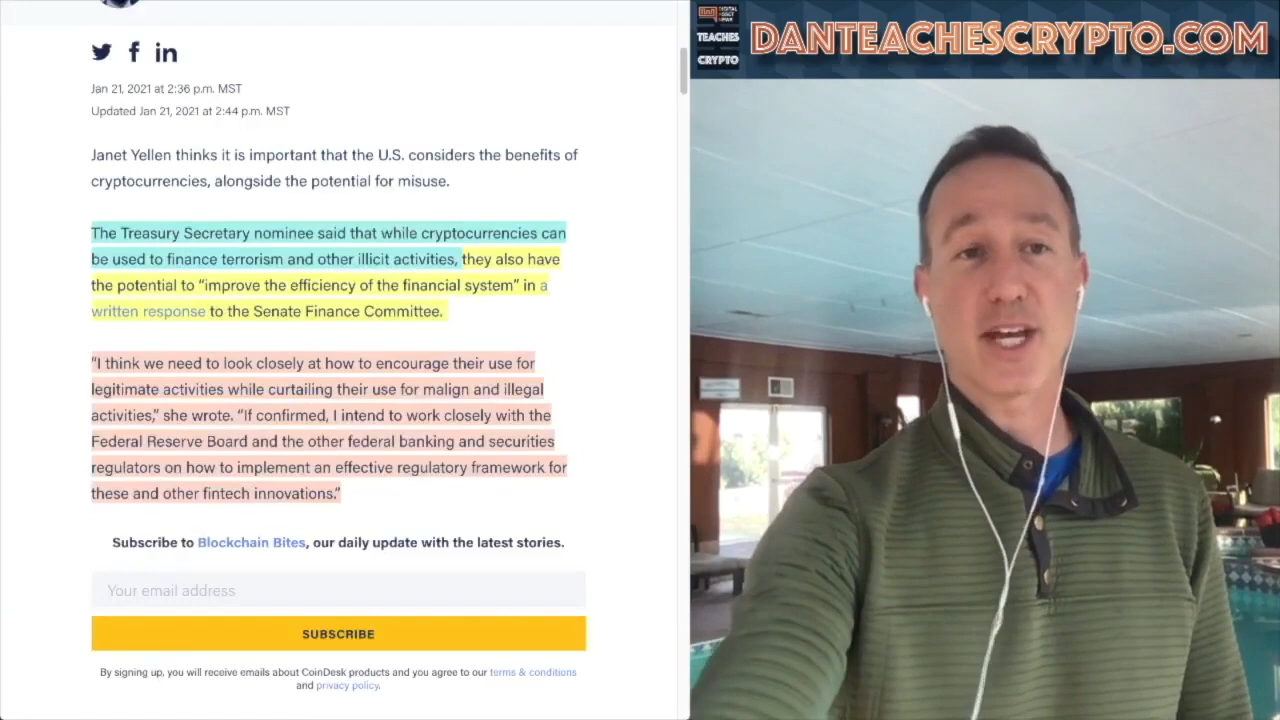 Jan 21, 2021 at 2:36 p.m. MST
Updated Jan 21, 2021 at 2:44 p.m. MST
Janet Yellen thinks it is important that the U.S. considers the benefits of
cryptocurrencies, alongside the potential for misuse.
The Treasury Secretary nominee said that while cryptocurrencies can
be used to finance terrorism and other illicit activities, they also have
the potential to “improve the efficiency of the financial system” in a
written response to the Senate Finance Committee.
“I think we need to look closely at how to encourage their use for
legitimate activities while curtailing their use for malign and illegal
activities,” she wrote. “If confirmed, I intend to work closely with the
Federal Reserve Board and the other federal banking and securities
regulators on how to implement an effective regulatory framework for
these and other fintech innovations.”
Subscribe to Blockchain Bites, our daily update with the latest stories.
Your email address
SUBSCRIBE
By signing up, you will receive emails about CoinDesk products and you agree to our terms & conditions
and privacy policy.
DIGITAL
ASSET
NEWS
TEACHES
CRYPTO
DANTEACHESCRYPTO.COM